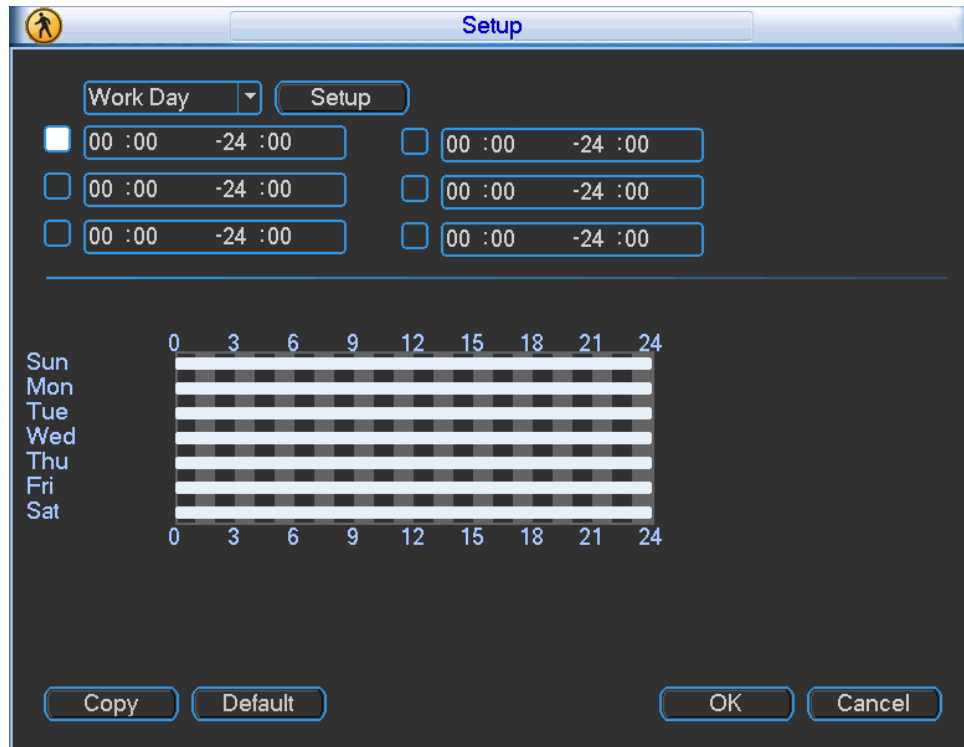 Setup
Work Day Setup
00 :00 -24 :00 00 :00 -24 :00
00 :00 -24 :00 00 :00 -24 :00
00 :00 -24 :00 00 :00 -24 :00
0 3 6 9 12 15 18 21 24
Sun
Mon
Tue
Wed
Thu
Fri
Sat
0 3 6 9 12 15 18 21 24
Copy Default OK Cancel